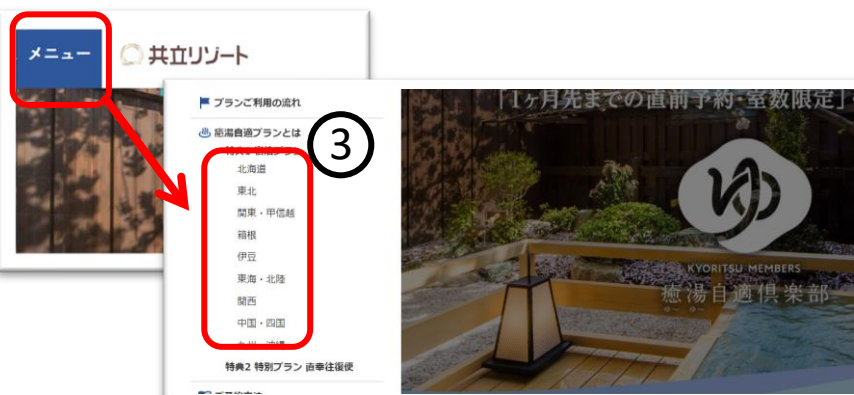 メニュー
共立リゾート
プランご利用の流れ
癒湯自適プランとは
北海道
東北
関東・甲信越
箱根
伊豆
東海・北陸
関西
中国・四国
特典2 特別プラン 直幸往復便
③
「1ヶ月先までの直前予約・室数限定」
ゆ
KYORITSU MEMBERS
癒湯自適倶楽部
ゆ〜 ゆ〜